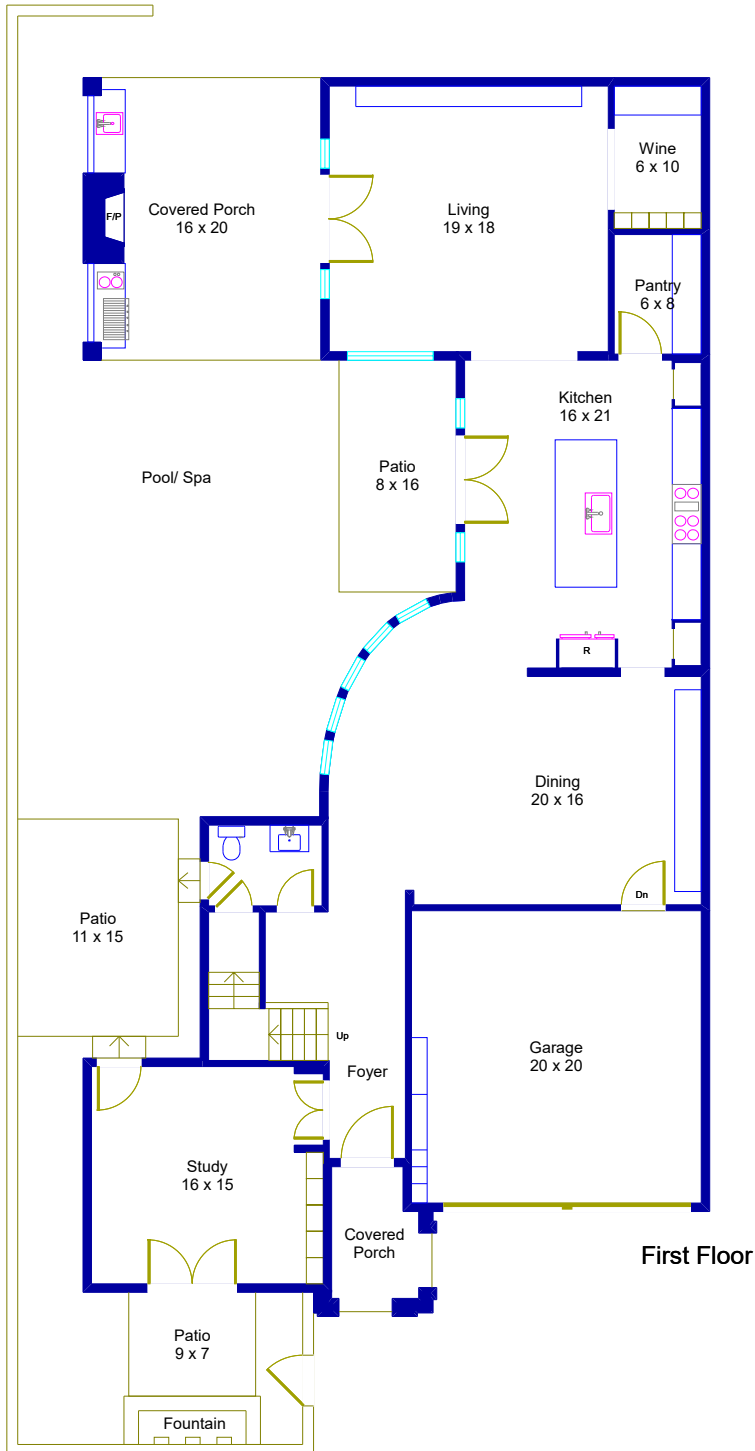 Wine
6 x 10
F/P
Covered Porch
16 x 20
Living
19 x 18
Pantry
6 x 8
Kitchen
16 x 21
Pool/ Spa
Patio
8 x 16
R
Dining
20 x 16
Dn
Patio
11 x 15
Up
Foyer
Garage
20 x 20
Study
16 x 15
Covered
Porch
First Floor
Patio
9 x 7
Fountain